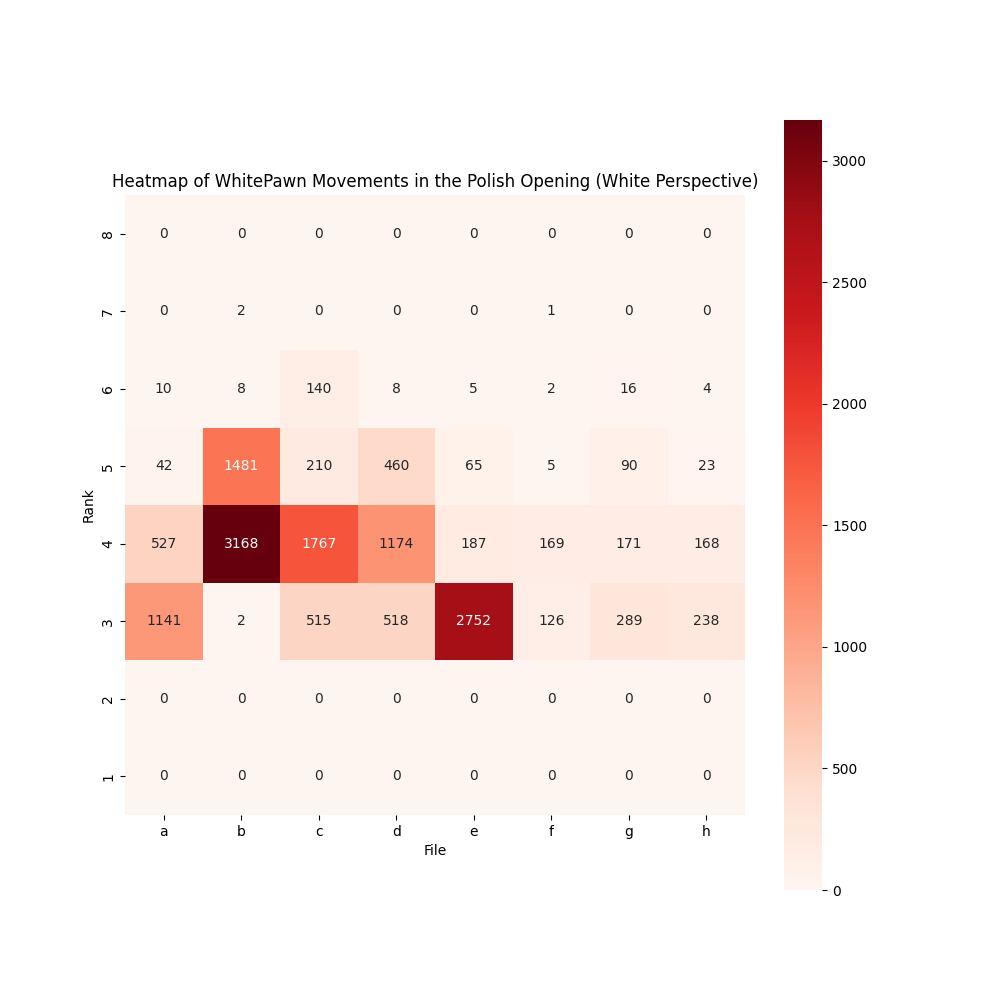 Heatmap of WhitePawn Movements in the Polish Opening (White Perspective)
8 0 0 0 0 0 0 0 0
7 0 2 0 0 0 1 0 0
6 10 8 140 8 5 2 16 4
5 42 1481 210 460 65 5 90 23
Rank
4 527 3168 1767 1174 187 169 171 168
3 1141 2 515 518 2752 126 289 238
2 0 0 0 0 0 0 0 0
1 0 0 0 0 0 0 0 0
a b c d e f g h
File
3000
2500
2000
1500
1000
500
0